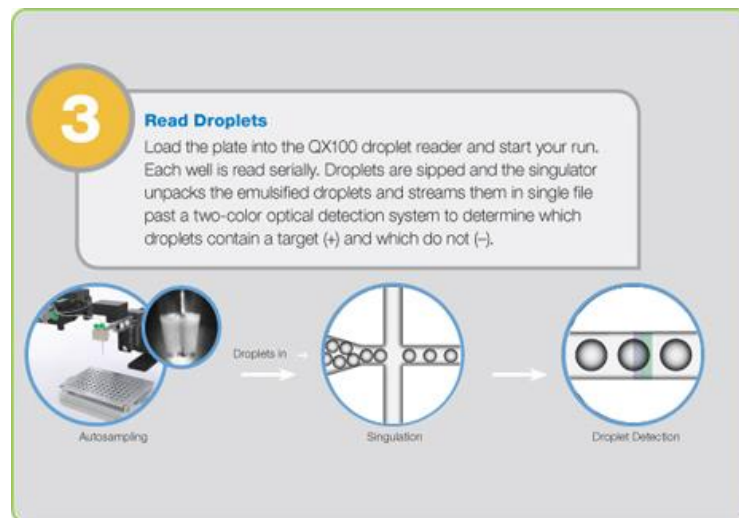 3
Read Droplets
Load the plate into the QX100 droplet reader and start your run.
Each well is read serially. Droplets are sipped and the singulator
unpacks the emulsified droplets and streams them in single file
past a two-color optical detection system to determine which
droplets contain a target (+) and which do not (–).
Droplets in
Autosampling
Singulation
Droplet Detection